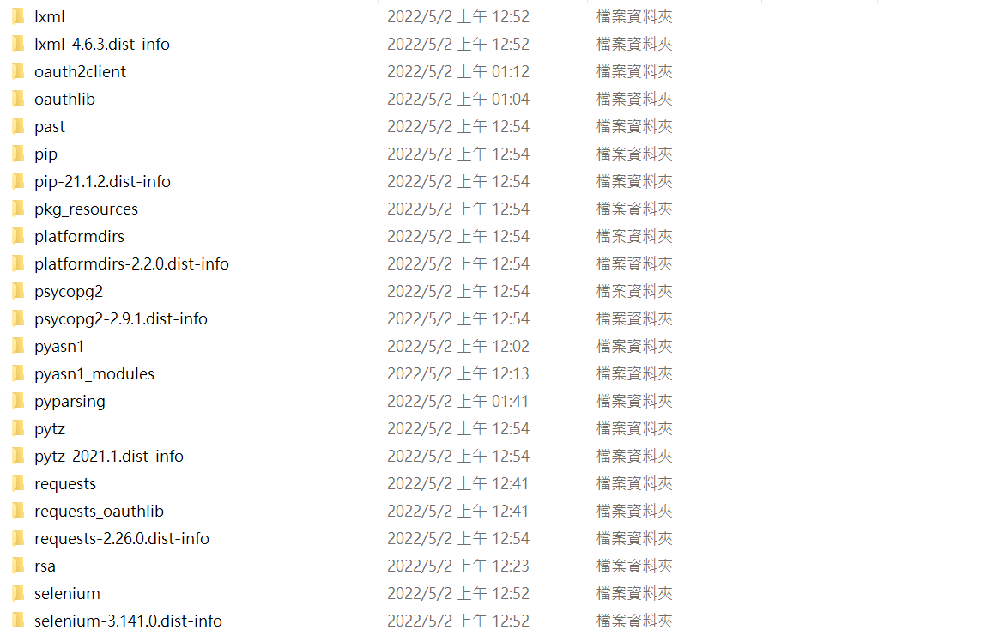 lxml 2022/5/2 上午 12:52 檔案資料夾
lxml-4.6.3.dist-info 2022/5/2 上午 12:52 檔案資料夾
oauth2client 2022/5/2 上午 01:12 檔案資料夾
oauthlib 2022/5/2 上午 01:04 檔案資料夾
past 2022/5/2 上午 12:54 檔案資料夾
pip 2022/5/2 上午 12:54 檔案資料夾
pip-21.1.2.dist-info 2022/5/2 上午 12:54 檔案資料夾
pkg_resources 2022/5/2 上午 12:54 檔案資料夾
platformdirs 2022/5/2 上午 12:54 檔案資料夾
platformdirs-2.2.0.dist-info 2022/5/2 上午 12:54 檔案資料夾
psycopg2 2022/5/2 上午 12:54 檔案資料夾
psycopg2-2.9.1.dist-info 2022/5/2 上午 12:54 檔案資料夾
pyasn1 2022/5/2 上午 12:02 檔案資料夾
pyasn1_modules 2022/5/2 上午 12:13 檔案資料夾
pyparsing 2022/5/2 上午 01:41 檔案資料夾
pytz 2022/5/2 上午 12:54 檔案資料夾
pytz-2021.1.dist-info 2022/5/2 上午 12:54 檔案資料夾
requests 2022/5/2 上午 12:41 檔案資料夾
requests_oauthlib 2022/5/2 上午 12:41 檔案資料夾
requests-2.26.0.dist-info 2022/5/2 上午 12:54 檔案資料夾
rsa 2022/5/2 上午 12:23 檔案資料夾
selenium 2022/5/2 上午 12:52 檔案資料夾
selenium-3.141.0.dist-info 2022/5/2 上午 12:52 檔案資料夾